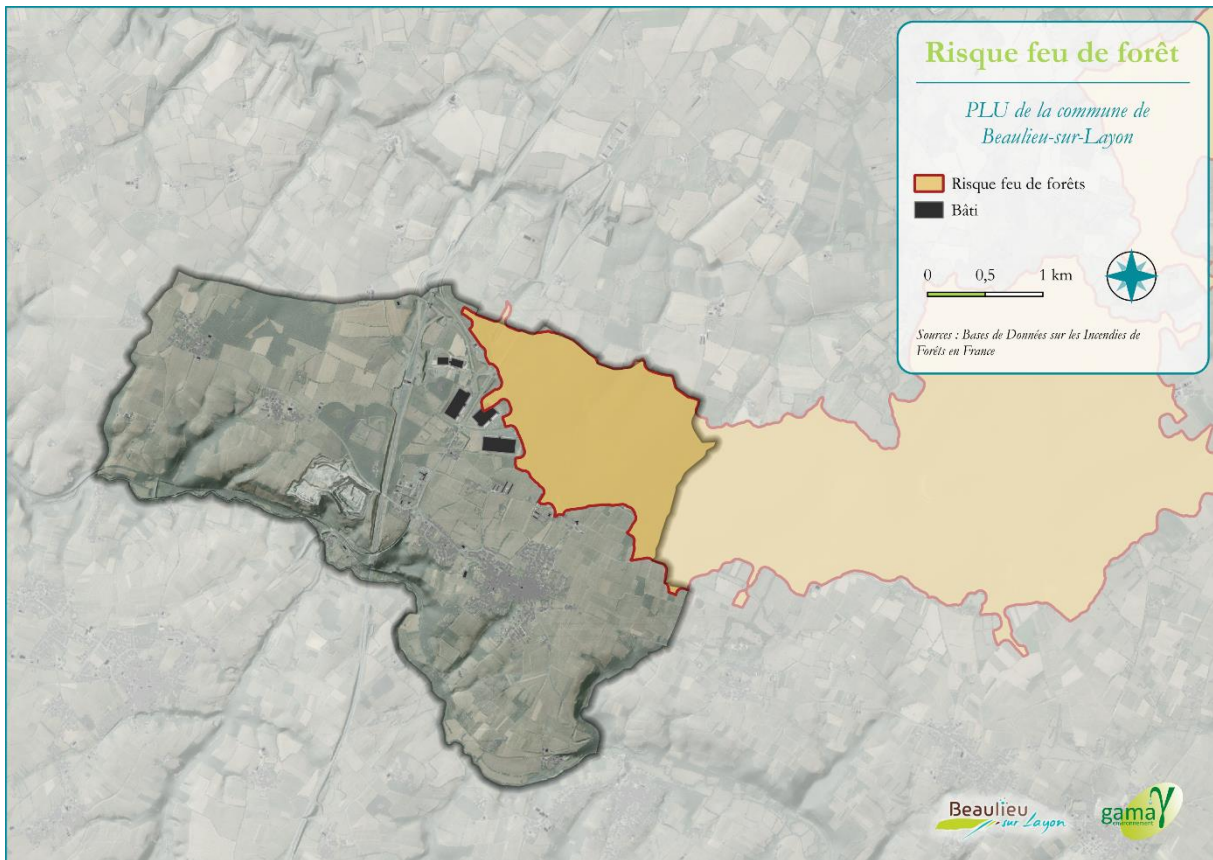 Risque feu de forêt
PLU de la commune de
Beaulieu-sur-Layon
Risque feu de forêts
Bâti
0 0,5 1 km
Sources : Bases de Données sur les Incendies de
Forêts en France
Beaulieu
sur Layon
gama
environnement
γ